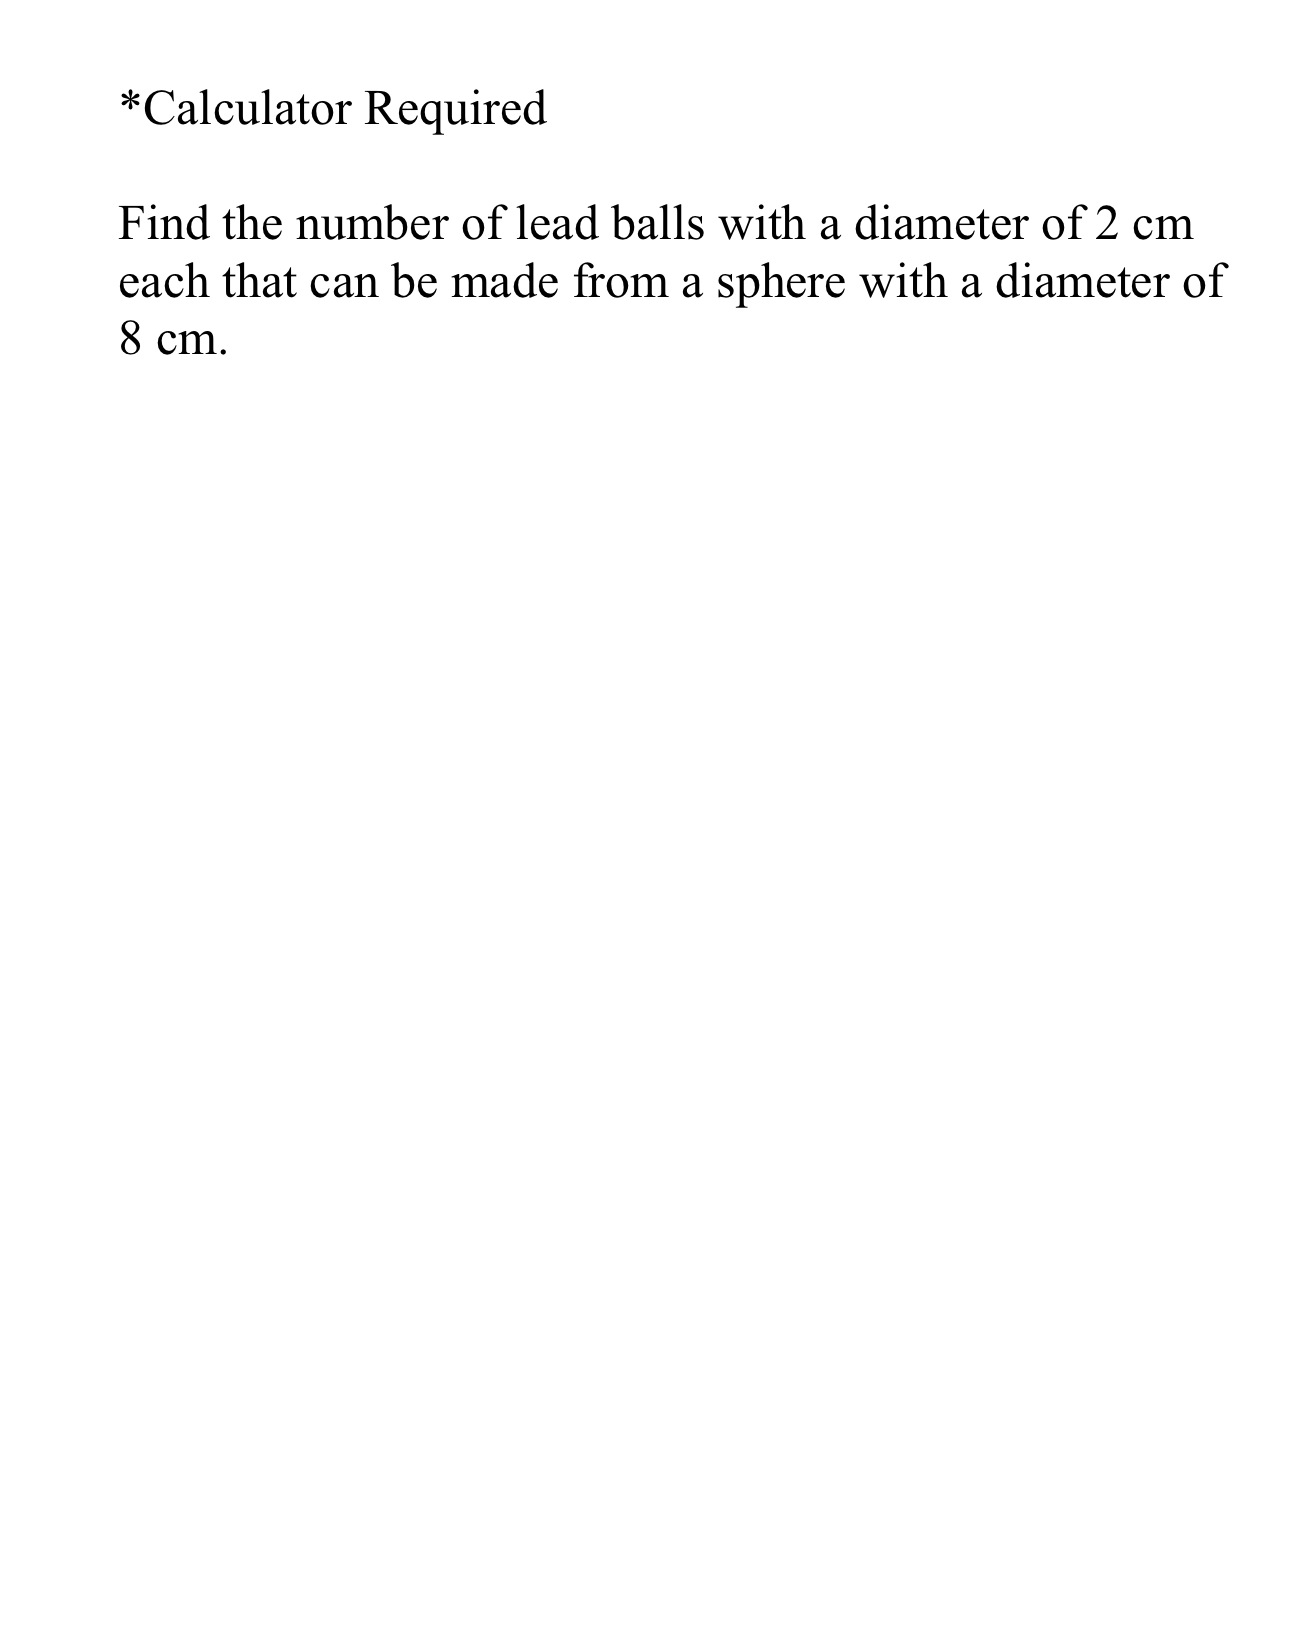 *Calculator Required
Find the number of lead balls with a diameter of 2 cm
each that can be made from a sphere with a diameter of
8 cm.